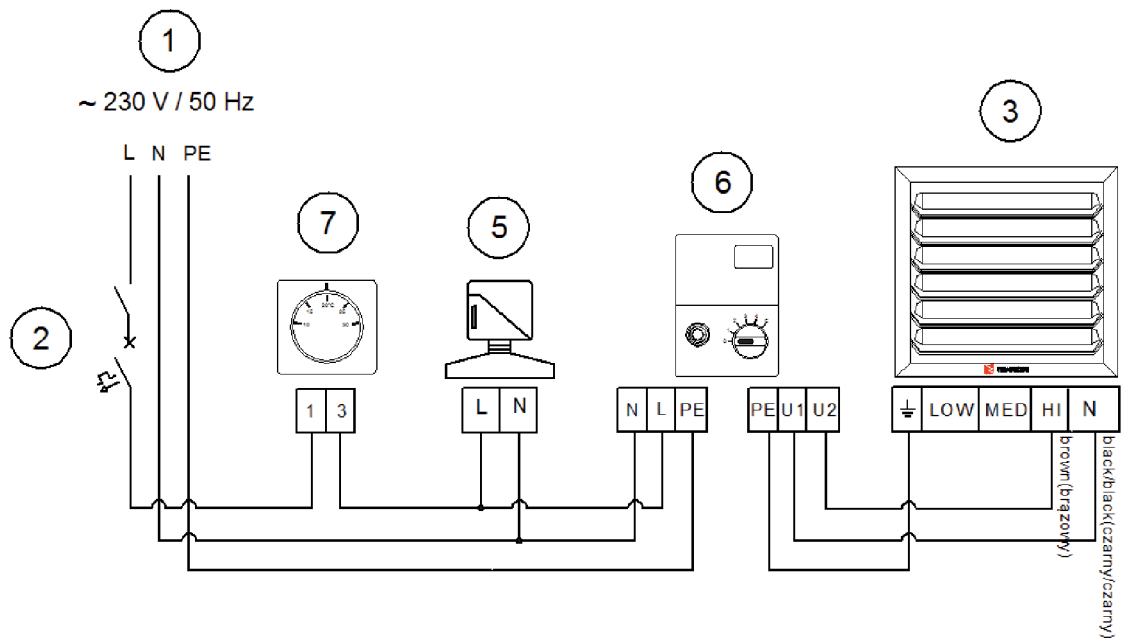 1
~ 230 V / 50 Hz
L N PE
3
6
7
5
2
1 3
L N
N L PE
PE U1 U2
LOW MED HI N
brown(brązowy)
black/black(czarny/czarny)